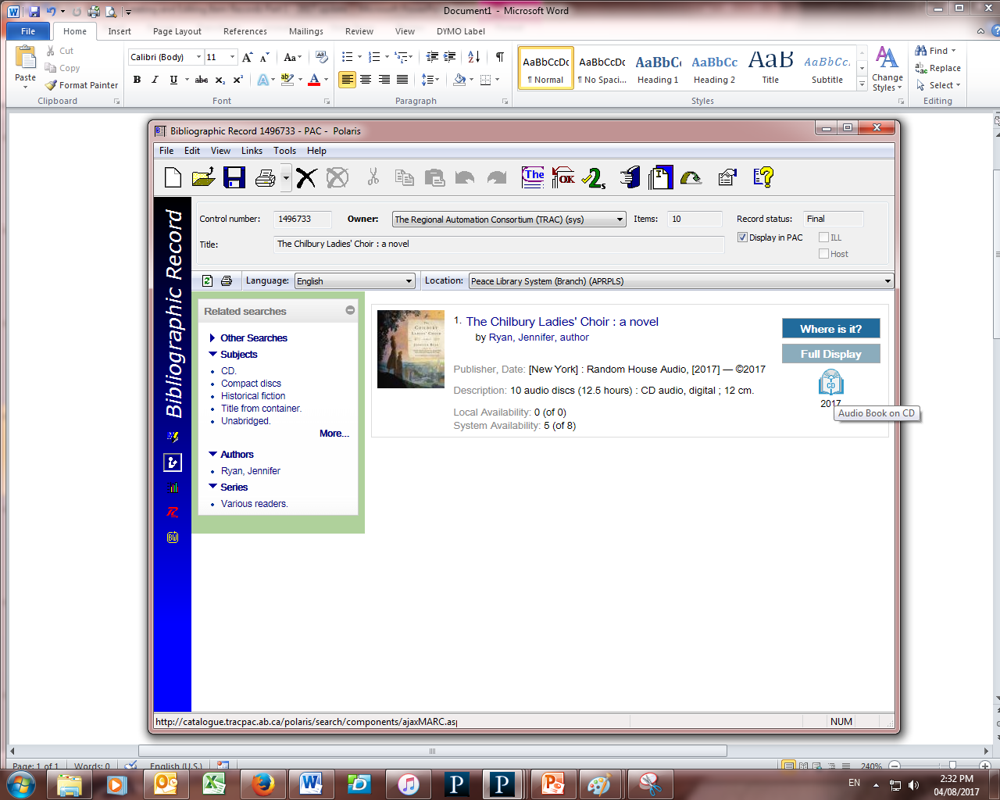 Document1 - Microsoft Word
File Home Insert Page Layout References Mailings Review View DYMO Label
Paste
Cut
Copy
Format Painter
Clipboard
Calibri (Body) 11
Font
Paragraph
AaBbCcDc AaBbCcDc AaBbCc AaBbCc AaB AaBbCc.
¶ Normal ¶ No Spaci... Heading 1 Heading 2 Title Subtitle
Change Styles
Styles
Find
Replace
Select
Editing
Bibliographic Record 1496733 - PAC - Polaris
File Edit View Links Tools Help
Bibliographic Record
Control number: 1496733 Owner: The Regional Automation Consortium (TRAC) (sys) Items: 10 Record status: Final
Display in PAC ILL
Title: The Chilbury Ladies' Choir : a novel
Host
Language: English Location: Peace Library System (Branch) (APRPLS)
Related searches
Other Searches
Subjects
CD.
Compact discs
Historical fiction
Title from container.
Unabridged.
More...
Authors
Ryan, Jennifer
Series
Various readers.
1. The Chilbury Ladies' Choir : a novel
by Ryan, Jennifer, author
Publisher, Date: [New York] : Random House Audio, [2017] — ©2017
Description: 10 audio discs (12.5 hours) : CD audio, digital ; 12 cm.
Local Availability: 0 (of 0)
System Availability: 5 (of 8)
Where is it?
Full Display
CD
2017
Audio Book on CD
http://catalogue.tracpac.ab.ca/polaris/search/components/ajaxMARC.asp
NUM
Page: 1 of 1 Words: 0 English (U.S.) 240%
EN 2:32 PM
04/08/2017